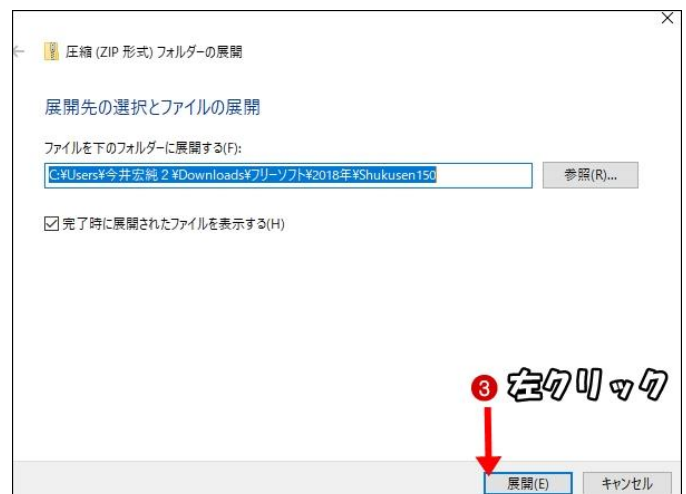 圧縮 (ZIP 形式) フォルダーの展開
展開先の選択とファイルの展開
ファイルを下のフォルダーに展開する(F):
C:¥Users¥今井宏純２¥Downloads¥フリーソフト¥2018年¥Shukusen150
参照(R)...
完了時に展開されたファイルを表示する(H)
3 左クリック
展開(E) キャンセル